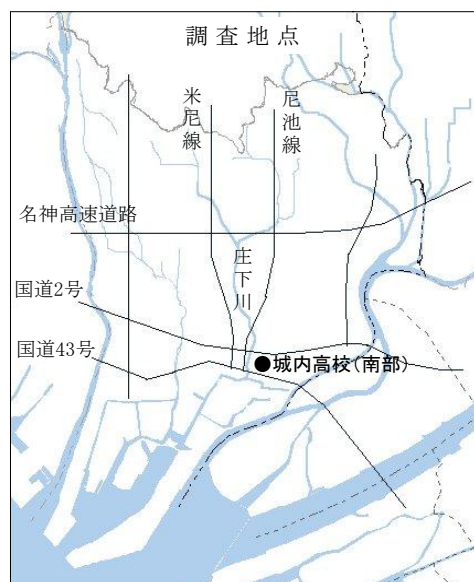 調査地点
米尼線
尼池線
名神高速道路
庄下川
国道2号
国道43号
城内高校(南部)